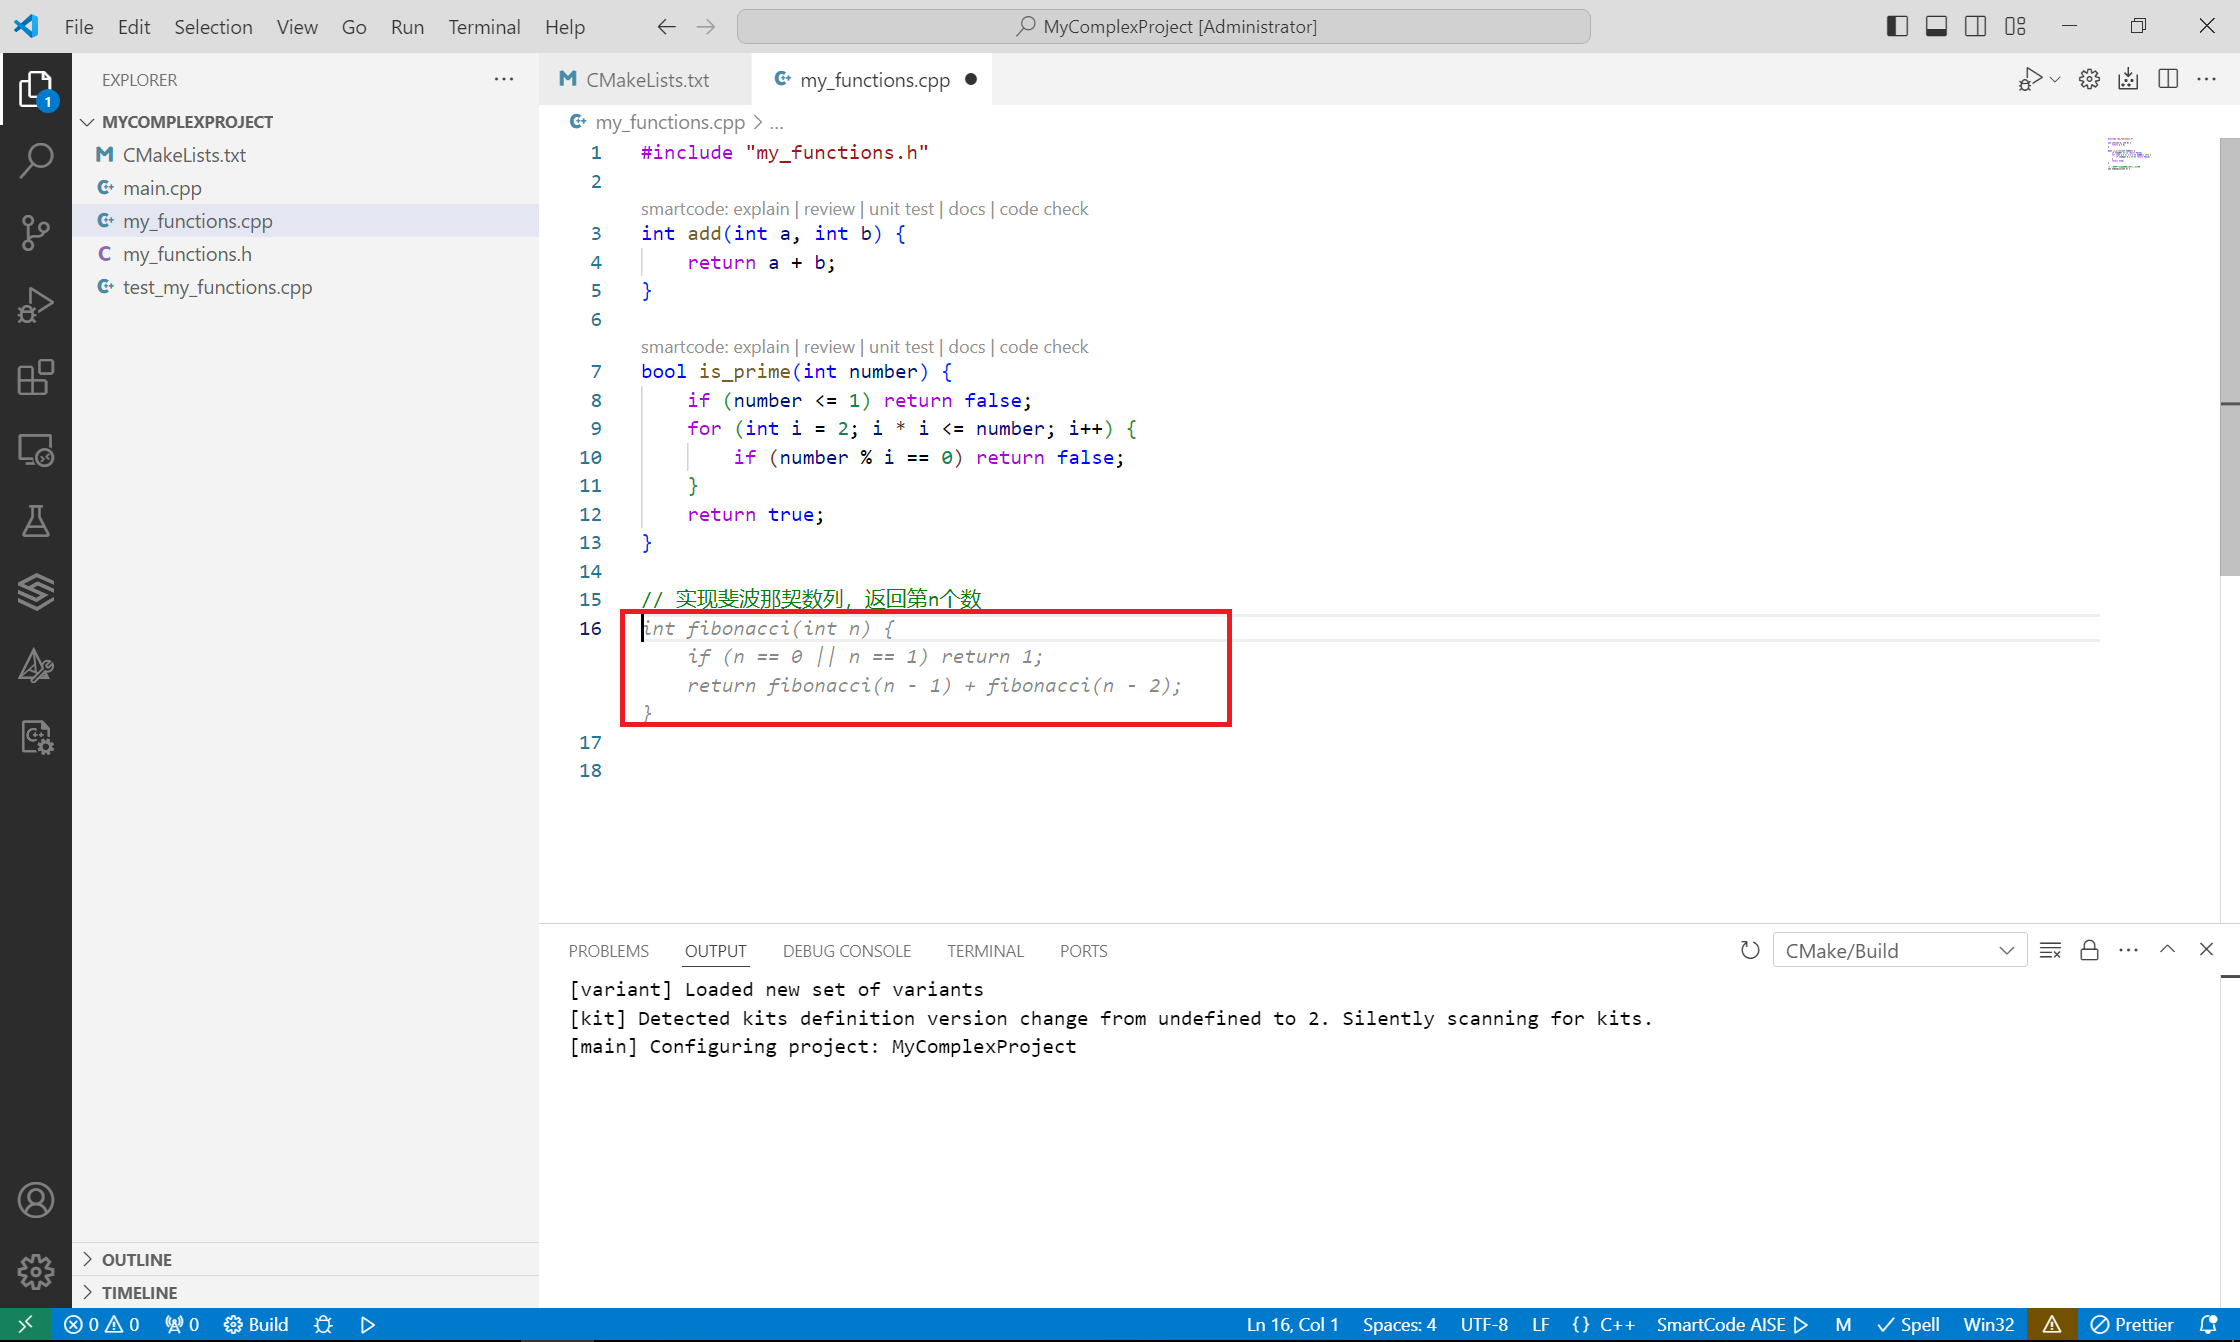 File Edit Selection View Go Run Terminal Help MyComplexProject [Administrator]
EXPLORER
1
MYCOMPLEXPROJECT
CMakeLists.txt
main.cpp
my_functions.cpp
my_functions.h
test_my_functions.cpp
OUTLINE
TIMELINE
CMakeLists.txt my_functions.cpp
my_functions.cpp > ...
1 #include "my_functions.h"
2
smartcode: explain | review | unit test | docs | code check
3 int add(int a, int b) {
4 return a + b;
5 }
6
smartcode: explain | review | unit test | docs | code check
7 bool is_prime(int number) {
8 if (number <= 1) return false;
9 for (int i = 2; i * i <= number; i++) {
10 if (number % i == 0) return false;
11 }
12 return true;
13 }
14
15 // 实现斐波那契数列，返回第n个数
16 int fibonacci(int n) {
if (n == 0 || n == 1) return 1;
return fibonacci(n - 1) + fibonacci(n - 2);
}
17
18
PROBLEMS OUTPUT DEBUG CONSOLE TERMINAL PORTS CMake/Build
[variant] Loaded new set of variants
[kit] Detected kits definition version change from undefined to 2. Silently scanning for kits.
[main] Configuring project: MyComplexProject
0 0 0 Build Ln 16, Col 1 Spaces: 4 UTF-8 LF {} C++ SmartCode AISE M Spell Win32 Prettier